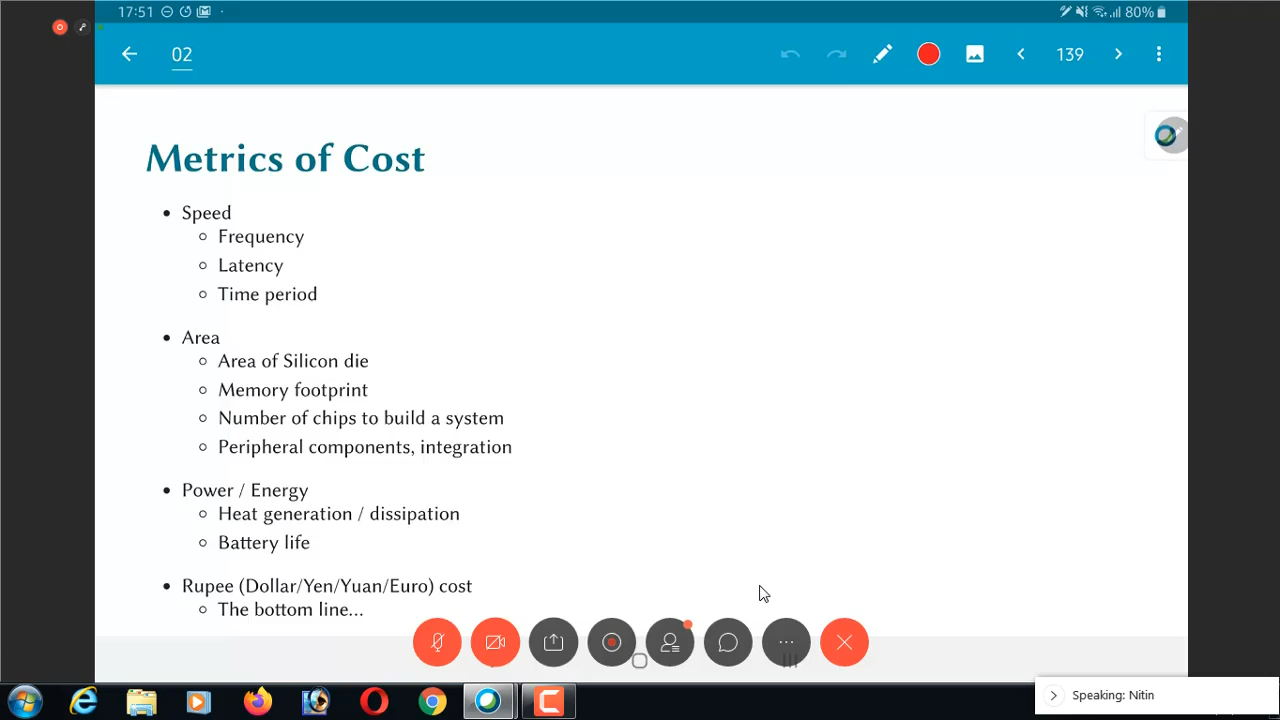 17:51
80%
02
139
Metrics of Cost
• Speed
○ Frequency
○ Latency
○ Time period
• Area
○ Area of Silicon die
○ Memory footprint
○ Number of chips to build a system
○ Peripheral components, integration
• Power / Energy
○ Heat generation / dissipation
○ Battery life
• Rupee (Dollar/Yen/Yuan/Euro) cost
○ The bottom line...
Speaking: Nitin